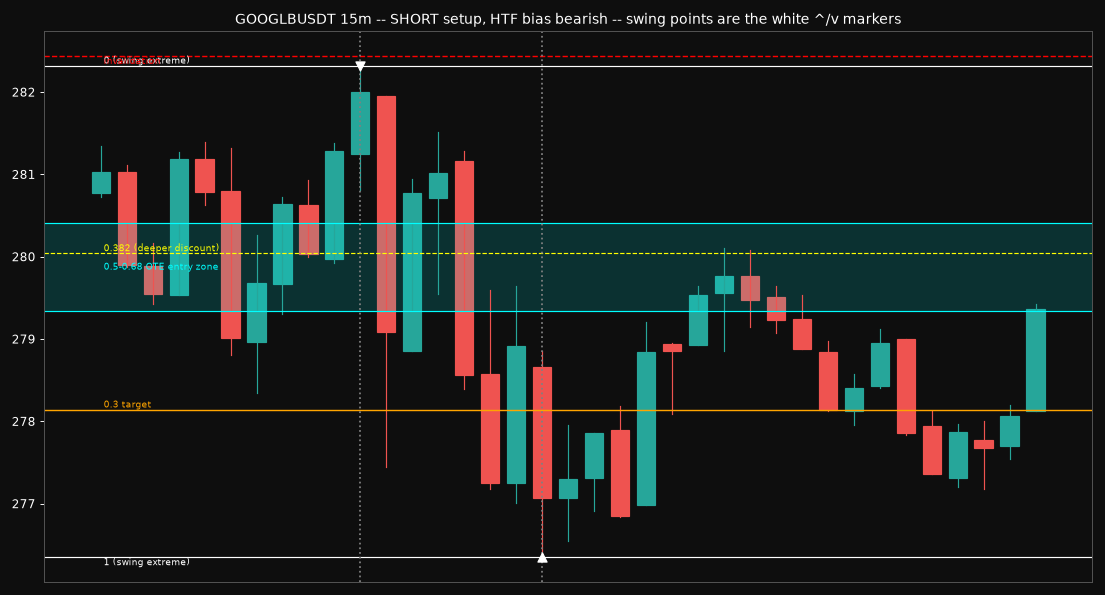 GOOGLBUSDT 15m -- SHORT setup, HTF bias bearish -- swing points are the white ^/v markers
0 (swing extreme)
282
281
0.382 (deeper discount)
280
0.5-0.68 OTE entry zone
279
0.3 target
278
277
1 (swing extreme)